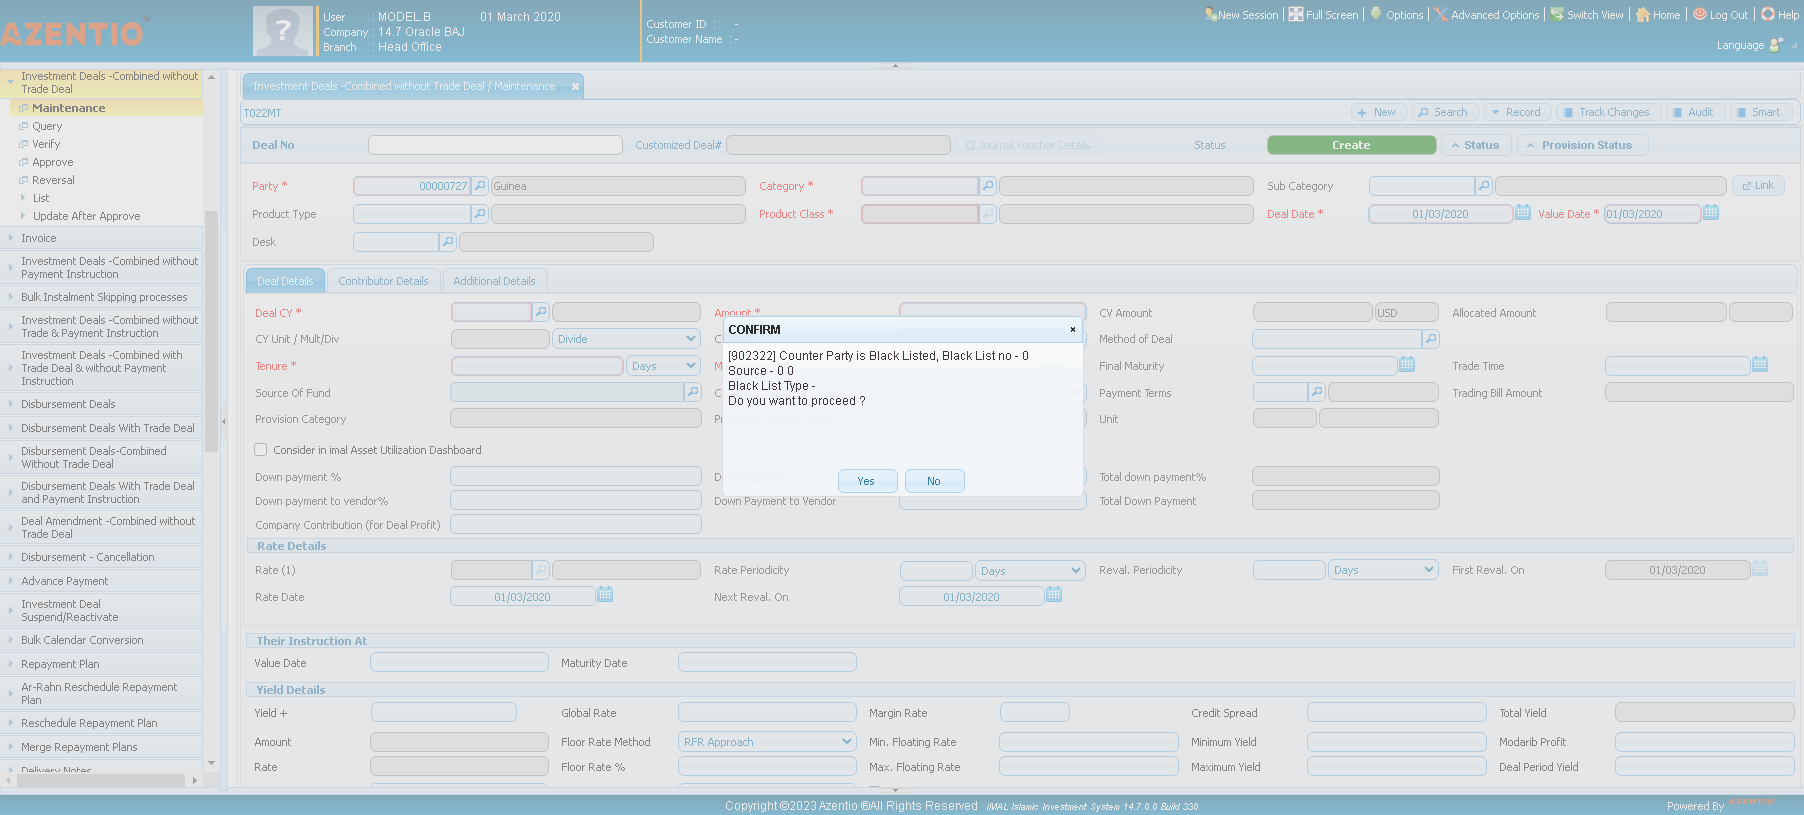 AZENTIO™
User : MODEL.B 01 March 2020
Company : 14.7 Oracle BAJ
Branch : Head Office
Customer ID : -
Customer Name : -
New Session Full Screen Options Advanced Options Switch View Home Log Out Help
Language
Investment Deals -Combined without Trade Deal
Maintenance
Query
Verify
Approve
Reversal
List
Update After Approve
Invoice
Investment Deals -Combined without Payment Instruction
Bulk Instalment Skipping processes
Investment Deals -Combined without Trade & Payment Instruction
Investment Deals -Combined with Trade Deal & without Payment Instruction
Disbursement Deals
Disbursement Deals With Trade Deal
Disbursement Deals-Combined Without Trade Deal
Disbursement Deals With Trade Deal and Payment Instruction
Deal Amendment -Combined without Trade Deal
Disbursement - Cancellation
Advance Payment
Investment Deal Suspend/Reactivate
Bulk Calendar Conversion
Repayment Plan
Ar-Rahn Reschedule Repayment Plan
Reschedule Repayment Plan
Merge Repayment Plans
Delivery Notes
Investment Deals -Combined without Trade Deal / Maintenance
T022MT
New Search Record Track Changes Audit Smart
Deal No Customized Deal# Journal Voucher Details Status Create Status Provision Status
Party * 00000727 Guinea Category * Sub Category Link
Product Type Product Class * Deal Date * 01/03/2020 Value Date * 01/03/2020
Desk
Deal Details Contributor Details Additional Details
Deal CY * Amount * CV Amount USD Allocated Amount
CY Unit / Mult/Div Divide Method of Deal
Tenure * Days Final Maturity Trade Time
Source Of Fund Payment Terms Trading Bill Amount
Provision Category Unit
CONFIRM
[902322] Counter Party is Black Listed, Black List no - 0
Source - 0 0
Black List Type -
Do you want to proceed ?
Yes No
Consider in imal Asset Utilization Dashboard
Down payment % Total down payment%
Down payment to vendor% Down Payment to Vendor Total Down Payment
Company Contribution (for Deal Profit)
Rate Details
Rate (1) Rate Periodicity Days Reval. Periodicity Days First Reval. On 01/03/2020
Rate Date 01/03/2020 Next Reval. On 01/03/2020
Their Instruction At
Value Date Maturity Date
Yield Details
Yield + Global Rate Margin Rate Credit Spread Total Yield
Amount Floor Rate Method RFR Approach Min. Floating Rate Minimum Yield Modarib Profit
Rate Floor Rate % Max. Floating Rate Maximum Yield Deal Period Yield
Copyright ©2023 Azentio ®All Rights Reserved iMAL Islamic Investment System 14.7.0.0 Build 330
Powered By AZENTIO